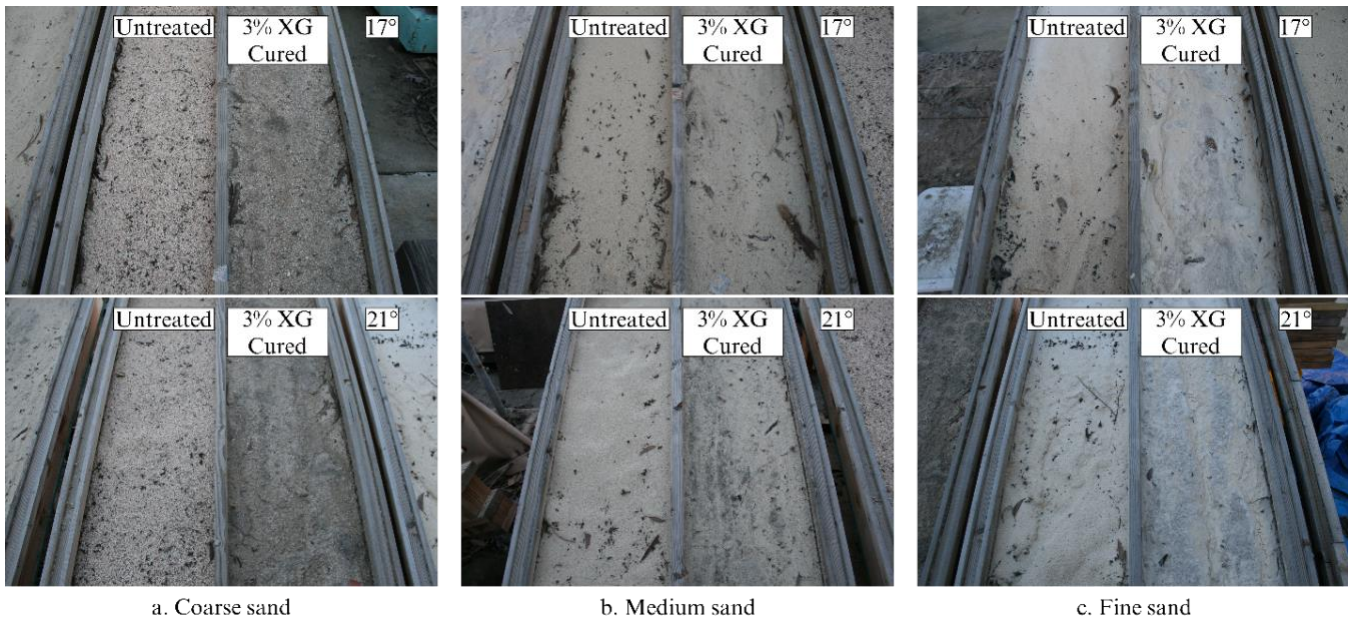 Untreated
3% XG
Cured
17°
Untreated
3% XG
Cured
17°
Untreated
3% XG
Cured
17°
Untreated
3% XG
Cured
21°
Untreated
3% XG
Cured
21°
Untreated
3% XG
Cured
21°
a. Coarse sand
b. Medium sand
c. Fine sand